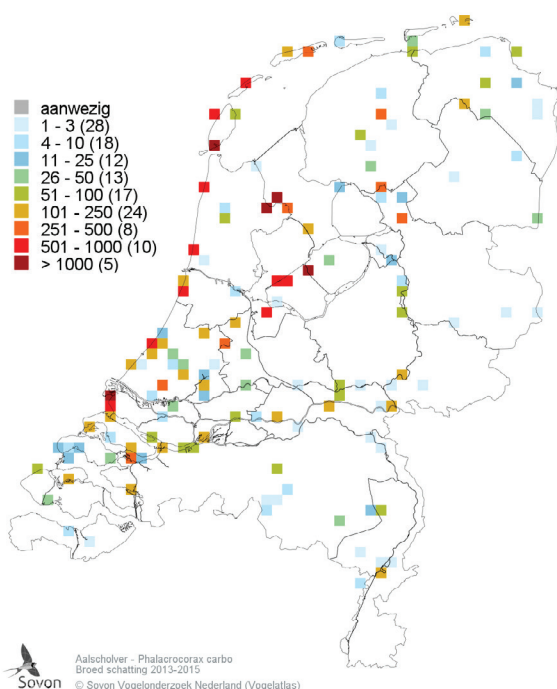 aanwezig
1 - 3 (28)
4 - 10 (18)
11 - 25 (12)
26 - 50 (13)
51 - 100 (17)
101 - 250 (24)
251 - 500 (8)
501 - 1000 (10)
> 1000 (5)
Aalscholver - Phalacrocorax carbo
Broed schatting 2013-2015
Sovon
© Sovon Vogelonderzoek Nederland (Vogelatlas)